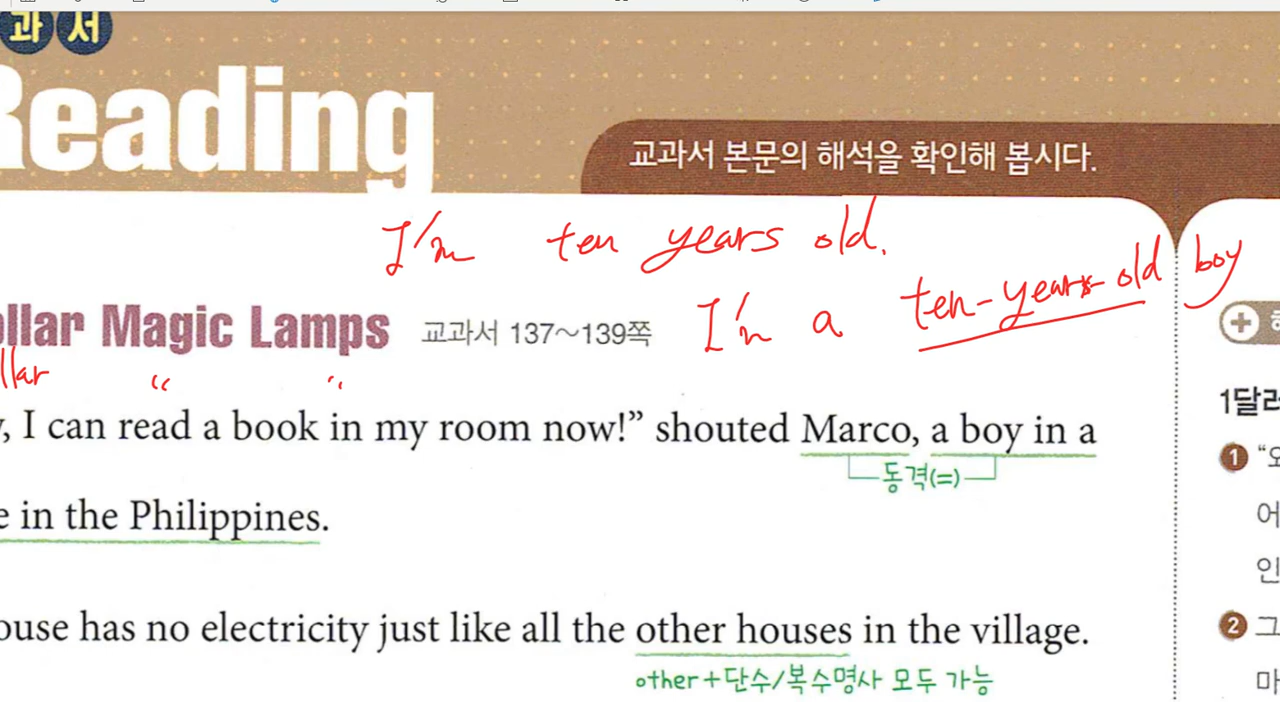 과서
Reading
교과서 본문의 해석을 확인해 봅시다.
I'm ten years old.
I'm a ten-years-old boy
ollar Magic Lamps 교과서 137~139쪽
llar " "
, I can read a book in my room now!” shouted Marco, a boy in a
동격(=)
e in the Philippines.
ouse has no electricity just like all the other houses in the village.
other+단수/복수명사 모두 가능
1달러
1 “오
어
인
2 그
마